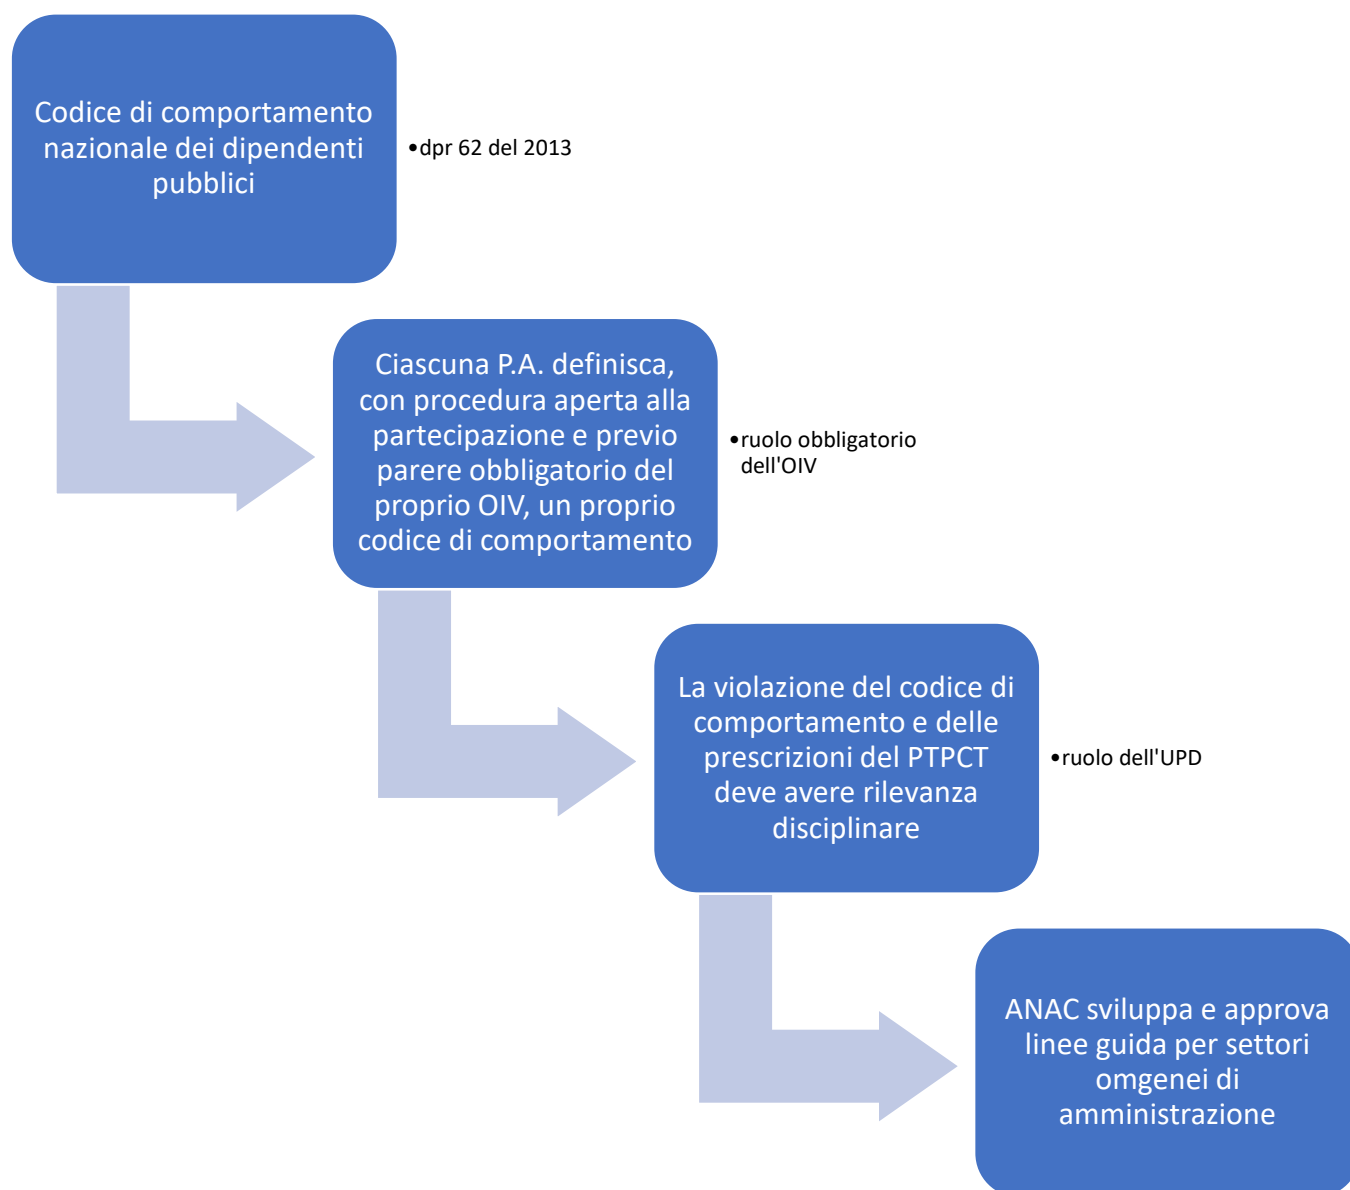 Codice di comportamento
nazionale dei dipendenti
pubblici
•dpr 62 del 2013
Ciascuna P.A. definisca,
con procedura aperta alla
partecipazione e previo
parere obbligatorio del
proprio OIV, un proprio
codice di comportamento
•ruolo obbligatorio
dell'OIV
La violazione del codice di
comportamento e delle
prescrizioni del PTPCT
deve avere rilevanza
disciplinare
•ruolo dell'UPD
ANAC sviluppa e approva
linee guida per settori
omgenei di
amministrazione